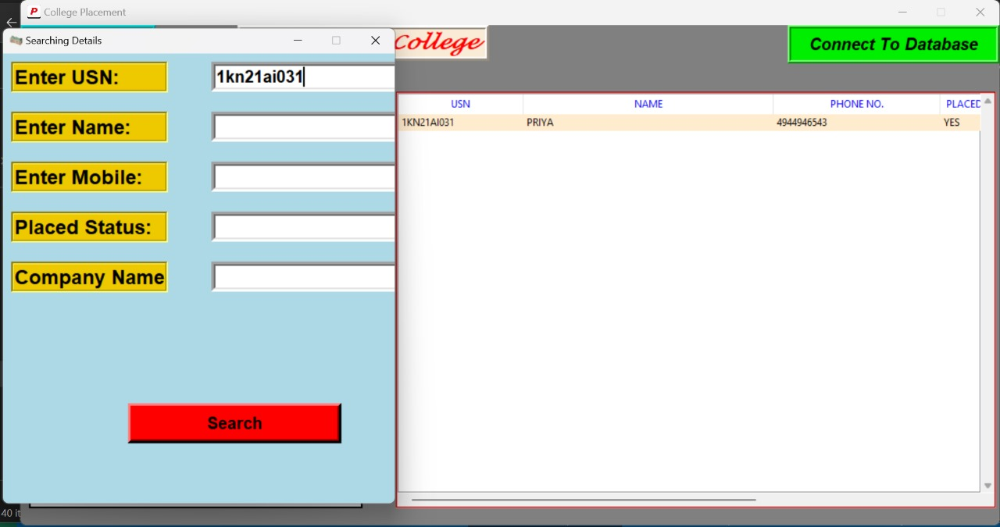 P College Placement
Searching Details
College
Connect To Database
Enter USN: 1kn21ai031
Enter Name:
Enter Mobile:
Placed Status:
Company Name
Search
USN NAME PHONE NO. PLACED
1KN21AI031 PRIYA 4944946543 YES
40 it